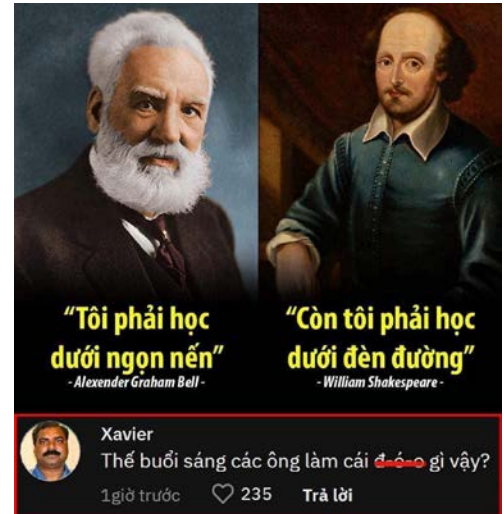 “Tôi phải học
dưới ngọn nến”
- Alexender Graham Bell -
“Còn tôi phải học
dưới đèn đường”
- William Shakespeare -
Xavier
Thế buổi sáng các ông làm cái đ-é-o gì vậy?
1giờ trước 235 Trả lời